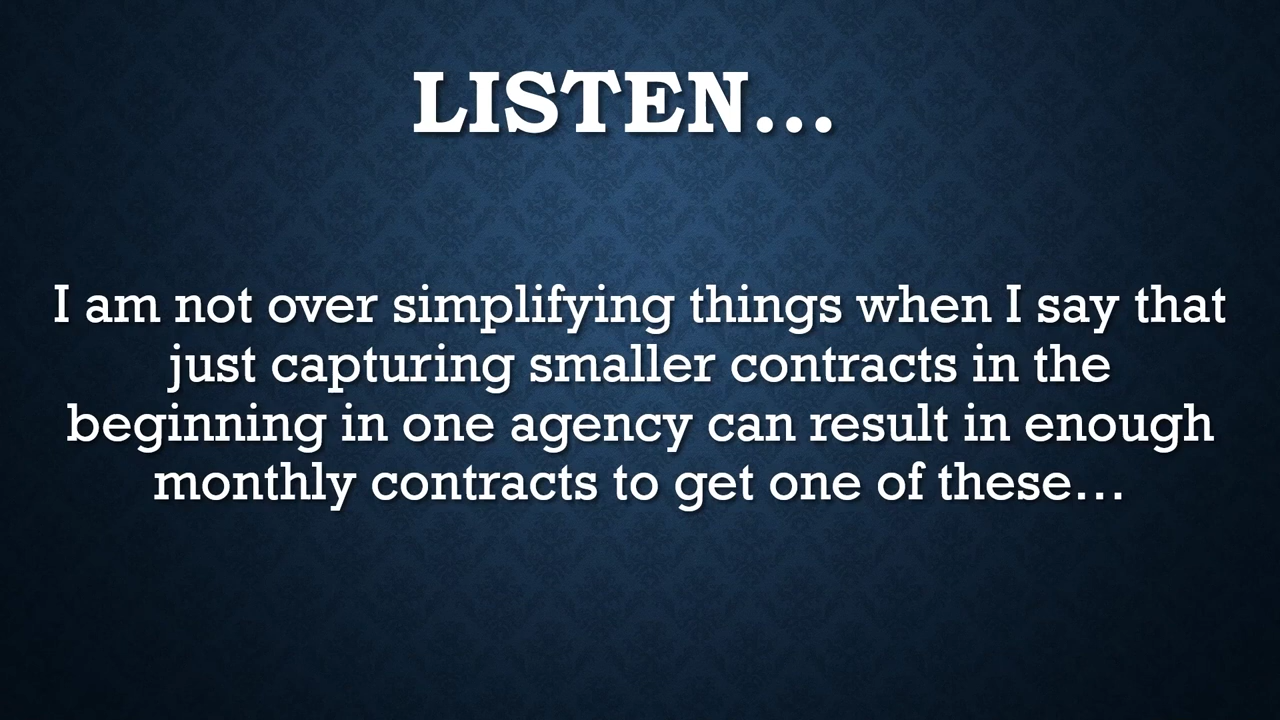 LISTEN...
I am not over simplifying things when I say that
just capturing smaller contracts in the
beginning in one agency can result in enough
monthly contracts to get one of these...